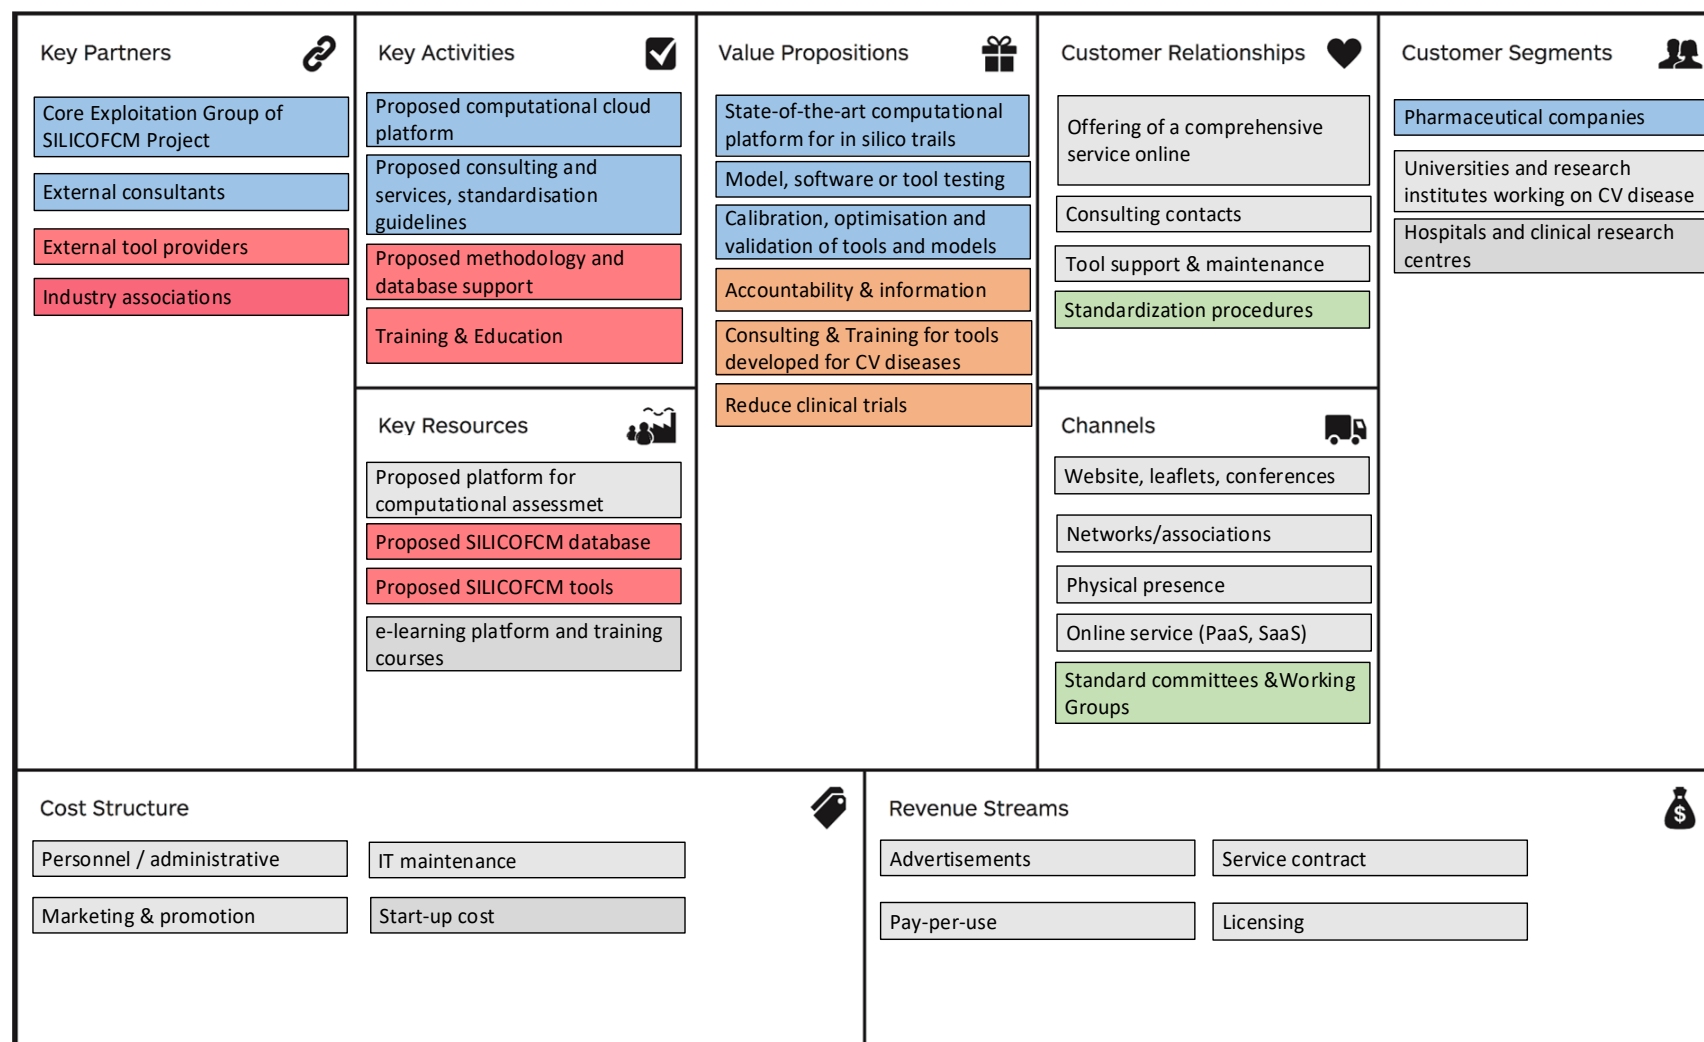 Key Partners
Core Exploitation Group of
SILICOFCM Project
External consultants
External tool providers
Industry associations
Key Activities
Proposed computational cloud
platform
Proposed consulting and
services, standardisation
guidelines
Proposed methodology and
database support
Training & Education
Key Resources
Proposed platform for
computational assessmet
Proposed SILICOFCM database
Proposed SILICOFCM tools
e-learning platform and training
courses
Value Propositions
State-of-the-art computational
platform for in silico trails
Model, software or tool testing
Calibration, optimisation and
validation of tools and models
Accountability & information
Consulting & Training for tools
developed for CV diseases
Reduce clinical trials
Customer Relationships
Offering of a comprehensive
service online
Consulting contacts
Tool support & maintenance
Standardization procedures
Channels
Website, leaflets, conferences
Networks/associations
Physical presence
Online service (PaaS, SaaS)
Standard committees &Working
Groups
Customer Segments
Pharmaceutical companies
Universities and research
institutes working on CV disease
Hospitals and clinical research
centres
Cost Structure
Personnel / administrative
IT maintenance
Marketing & promotion
Start-up cost
Revenue Streams
$
Advertisements
Service contract
Pay-per-use
Licensing